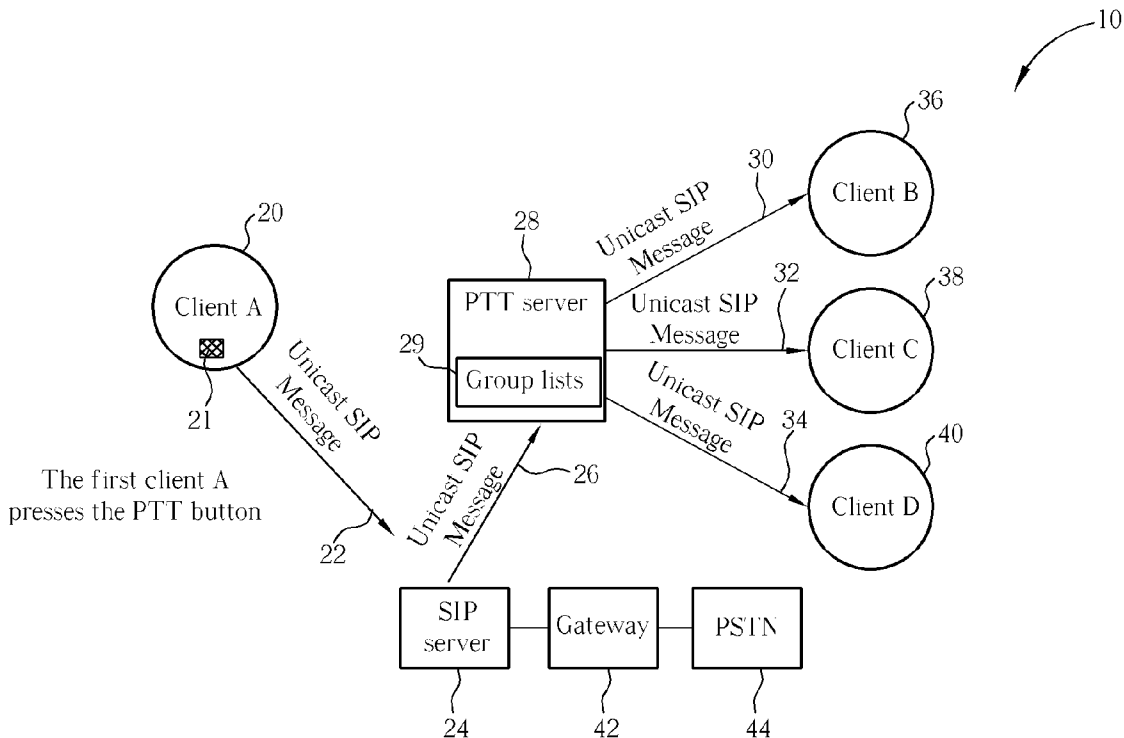 10
36
Client B
30
Unicast SIP
Message
20
Client A
21
28
PTT server
29
Group lists
Unicast SIP
Message
32
38
Client C
Unicast SIP
Message
34
40
Client D
Unicast SIP
Message
22
The first client A
presses the PTT button
Unicast SIP
Message
26
SIP
server
24
Gateway
42
PSTN
44